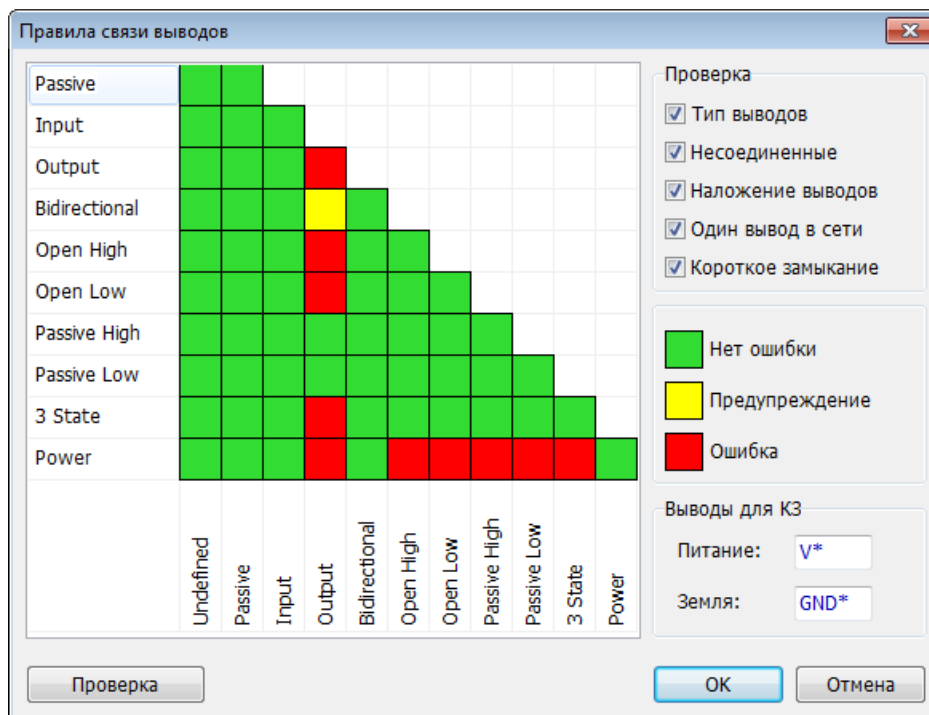 Правила связи выводов
Passive
Input
Output
Bidirectional
Open High
Open Low
Passive High
Passive Low
3 State
Power
Undefined
Passive
Input
Output
Bidirectional
Open High
Open Low
Passive High
Passive Low
3 State
Power
Проверка
Тип выводов
Несоединенные
Наложение выводов
Один вывод в сети
Короткое замыкание
Нет ошибки
Предупреждение
Ошибка
Выводы для КЗ
Питание: V*
Земля: GND*
Проверка
OK
Отмена